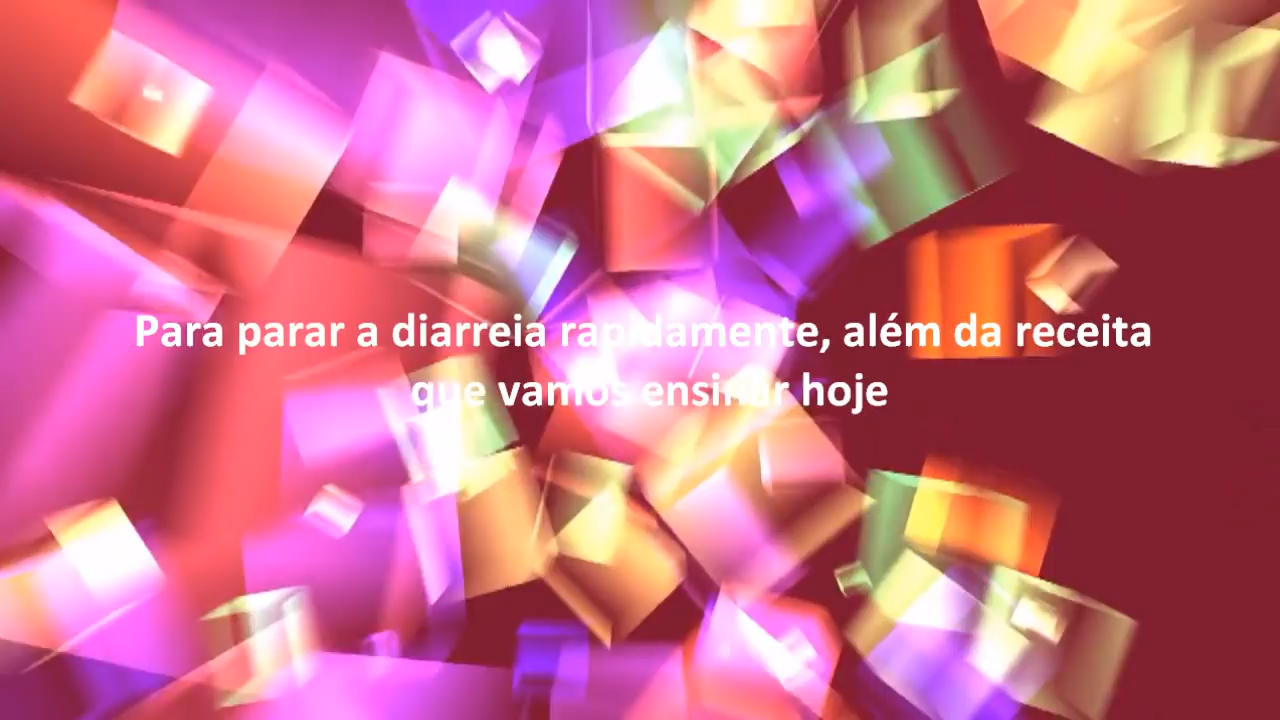 Para parar a diarreia rapidamente, além da receita
que vamos ensinar hoje